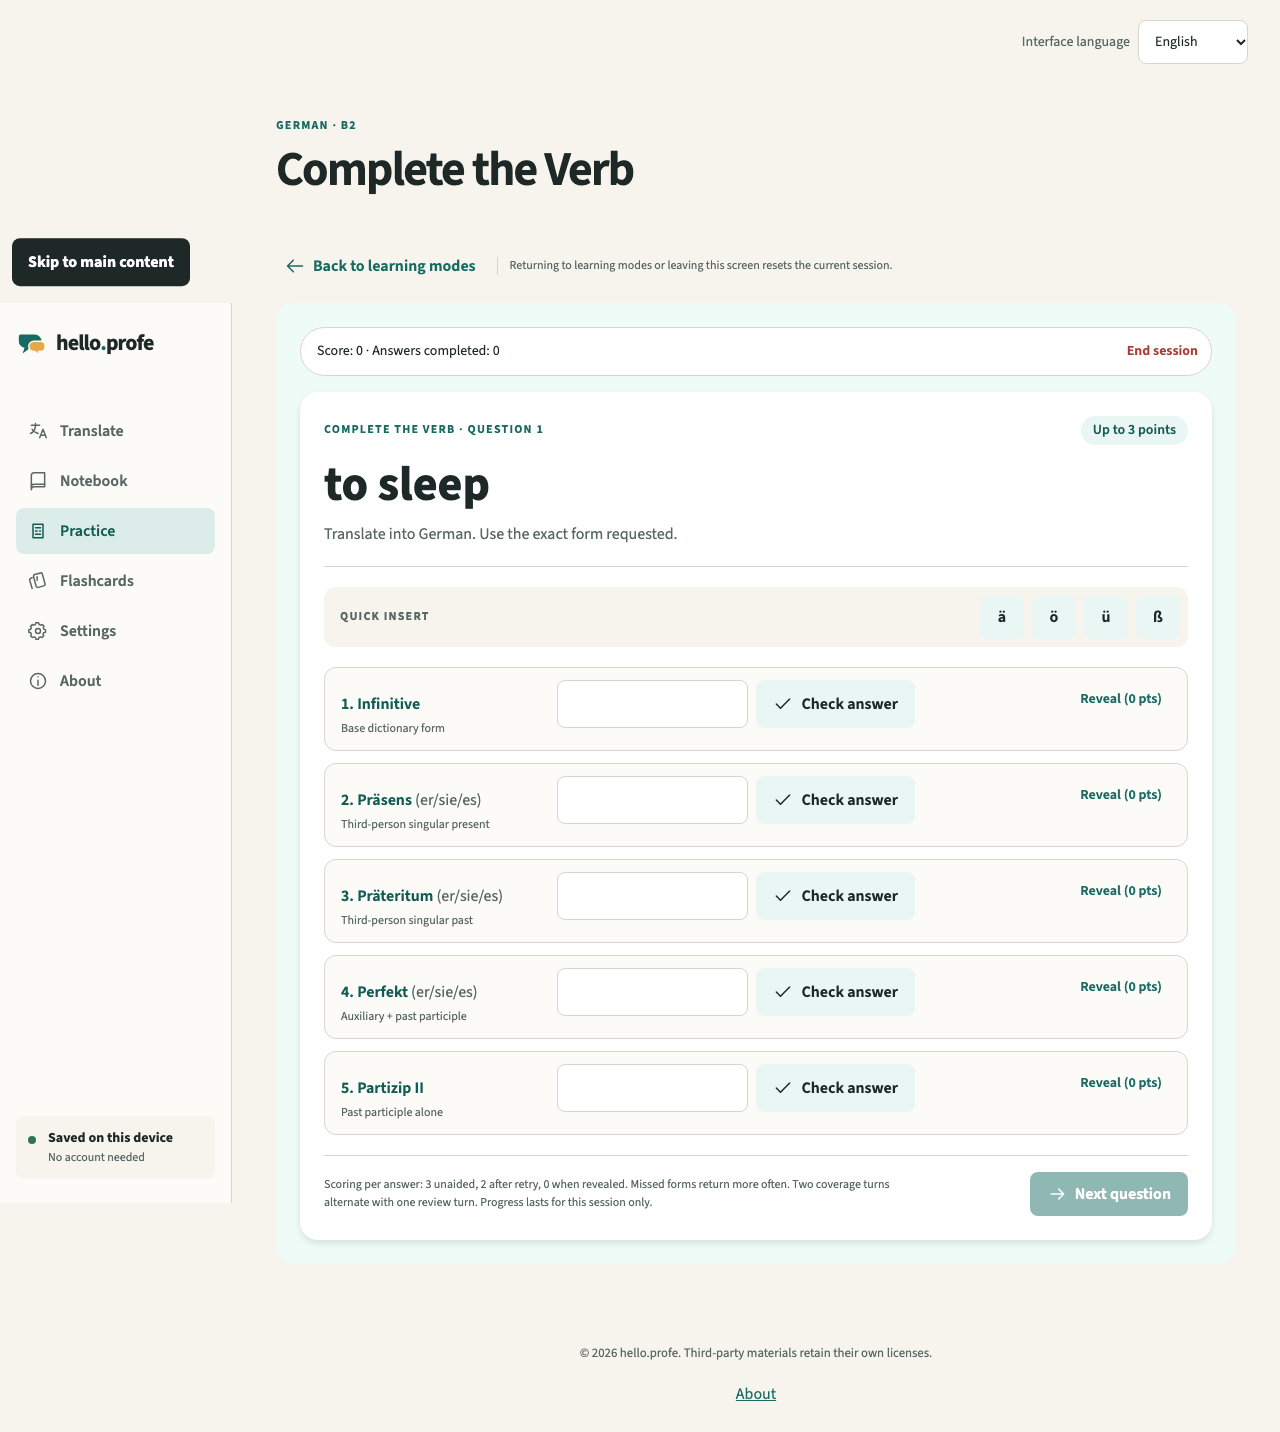 Interface language
English
GERMAN · B2
Complete the Verb
Skip to main content
Back to learning modes
Returning to learning modes or leaving this screen resets the current session.
hello.profe
Translate
Notebook
Practice
Flashcards
Settings
About
Saved on this device
No account needed
Score: 0 · Answers completed: 0
End session
COMPLETE THE VERB · QUESTION 1
Up to 3 points
to sleep
Translate into German. Use the exact form requested.
QUICK INSERT
ä ö ü ß
1. Infinitive
Base dictionary form
Check answer
Reveal (0 pts)
2. Präsens (er/sie/es)
Third-person singular present
Check answer
Reveal (0 pts)
3. Präteritum (er/sie/es)
Third-person singular past
Check answer
Reveal (0 pts)
4. Perfekt (er/sie/es)
Auxiliary + past participle
Check answer
Reveal (0 pts)
5. Partizip II
Past participle alone
Check answer
Reveal (0 pts)
Scoring per answer: 3 unaided, 2 after retry, 0 when revealed. Missed forms return more often. Two coverage turns
alternate with one review turn. Progress lasts for this session only.
Next question
© 2026 hello.profe. Third-party materials retain their own licenses.
About